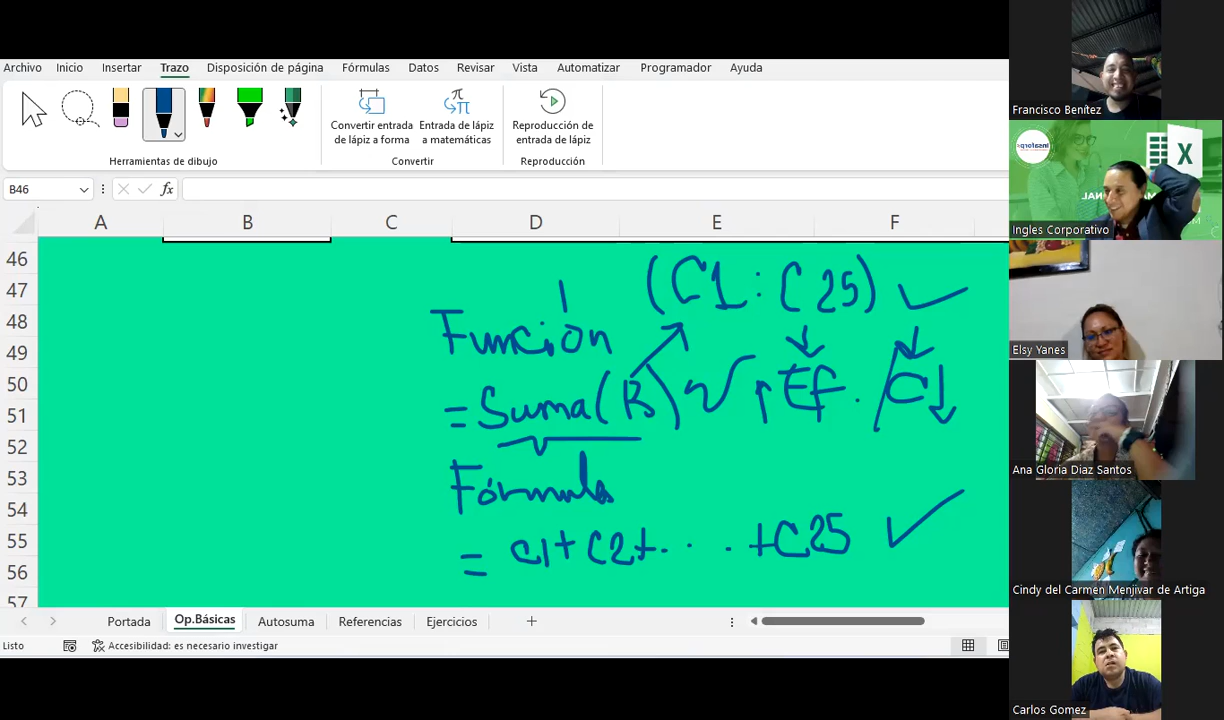 Archivo Inicio Insertar Trazo Disposición de página Fórmulas Datos Revisar Vista Automatizar Programador Ayuda
Convertir entrada de lápiz a forma
Entrada de lápiz a matemáticas
Reproducción de entrada de lápiz
Herramientas de dibujo
Convertir
Reproducción
B46
fx
A B C D E F
46
47
48
49
50
51
52
53
54
55
56
57
(C1:C25)
Función
=Suma(R) ↑ Ef. / C ↓
Fórmula
= C1+C2+...+C25
Portada Op.Básicas Autosuma Referencias Ejercicios +
Listo
Accesibilidad: es necesario investigar
Francisco Benítez
X
Ingles Corporativo
Elsy Yanes
Ana Gloria Diaz Santos
Cindy del Carmen Menjivar de Artiga
Carlos Gomez